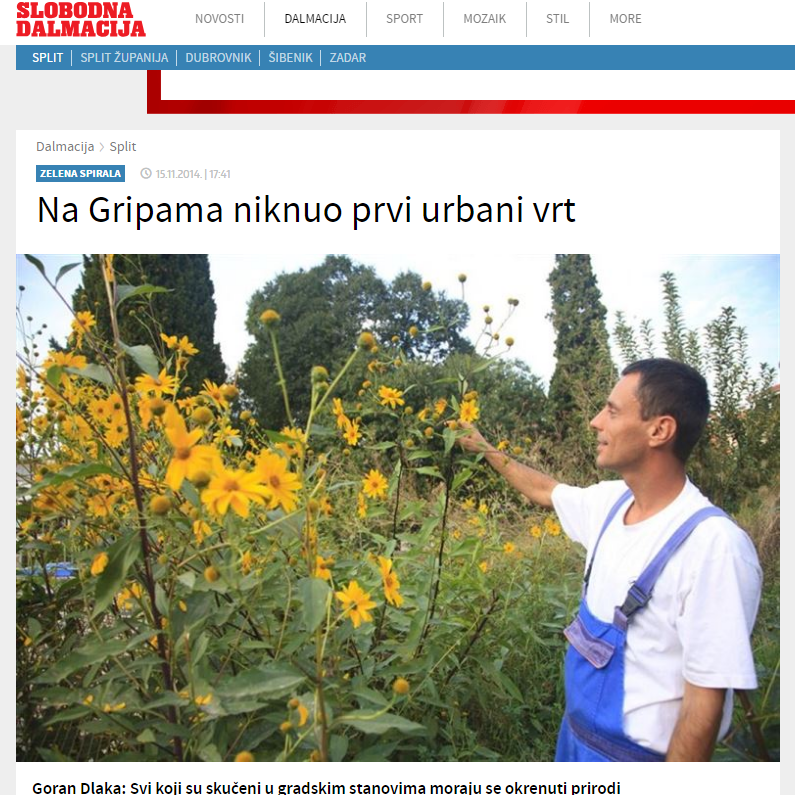 SLOBODNA
DALMACIJA
NOVOSTI DALMACIJA SPORT MOZAIK STIL MORE
SPLIT SPLIT ŽUPANIJA DUBROVNIK ŠIBENIK ZADAR
Dalmacija > Split
ZELENA SPIRALA 15.11.2014. | 17:41
Na Gripama niknuo prvi urbani vrt
Goran Dlaka: Svi koji su skučeni u gradskim stanovima moraju se okrenuti prirodi